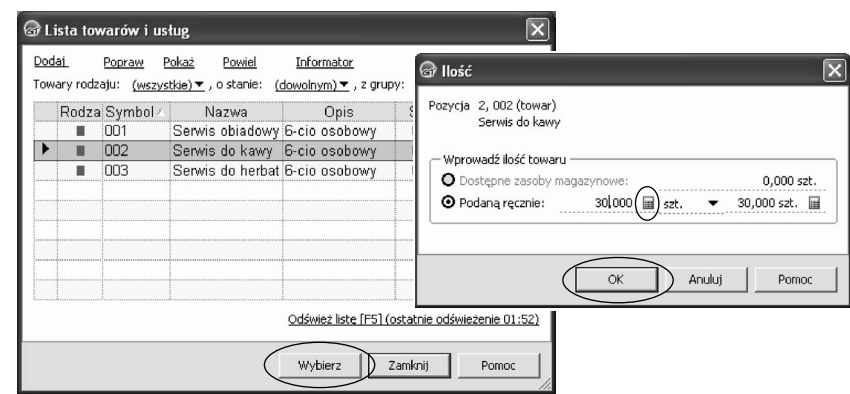 Lista towarów i usług
Dodaj Popraw Pokaż Powiel Informator
Towary rodzaju: (wszystkie) , o stanie: (dowolnym) , z grupy:
Rodza Symbol Nazwa Opis
001 Serwis obiadowy 6-cio osobowy
002 Serwis do kawy 6-cio osobowy
003 Serwis do herbat 6-cio osobowy
Odśwież listę [F5] (ostatnie odświeżenie 01:52)
Wybierz Zamknij Pomoc
Ilość
Pozycja 2, 002 (towar)
Serwis do kawy
Wprowadź ilość towaru
Dostępne zasoby magazynowe: 0,000 szt.
Podaną ręcznie: 30,000 szt. 30,000 szt.
OK Anuluj Pomoc